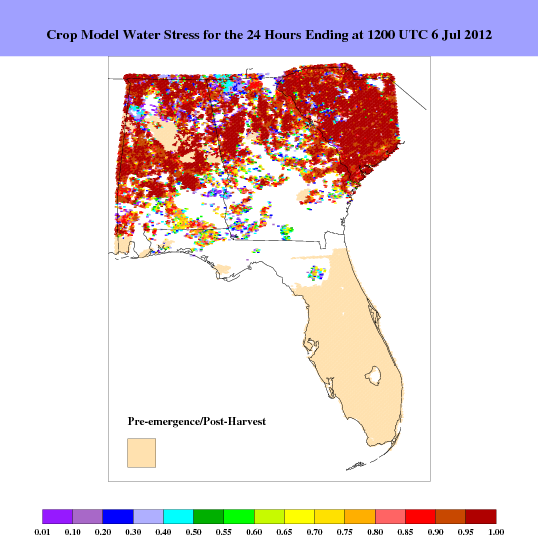 Crop Model Water Stress for the 24 Hours Ending at 1200 UTC 6 Jul 2012
Pre-emergence/Post-Harvest
0.01 0.10 0.20 0.30 0.40 0.50 0.55 0.60 0.65 0.70 0.75 0.80 0.85 0.90 0.95 1.00